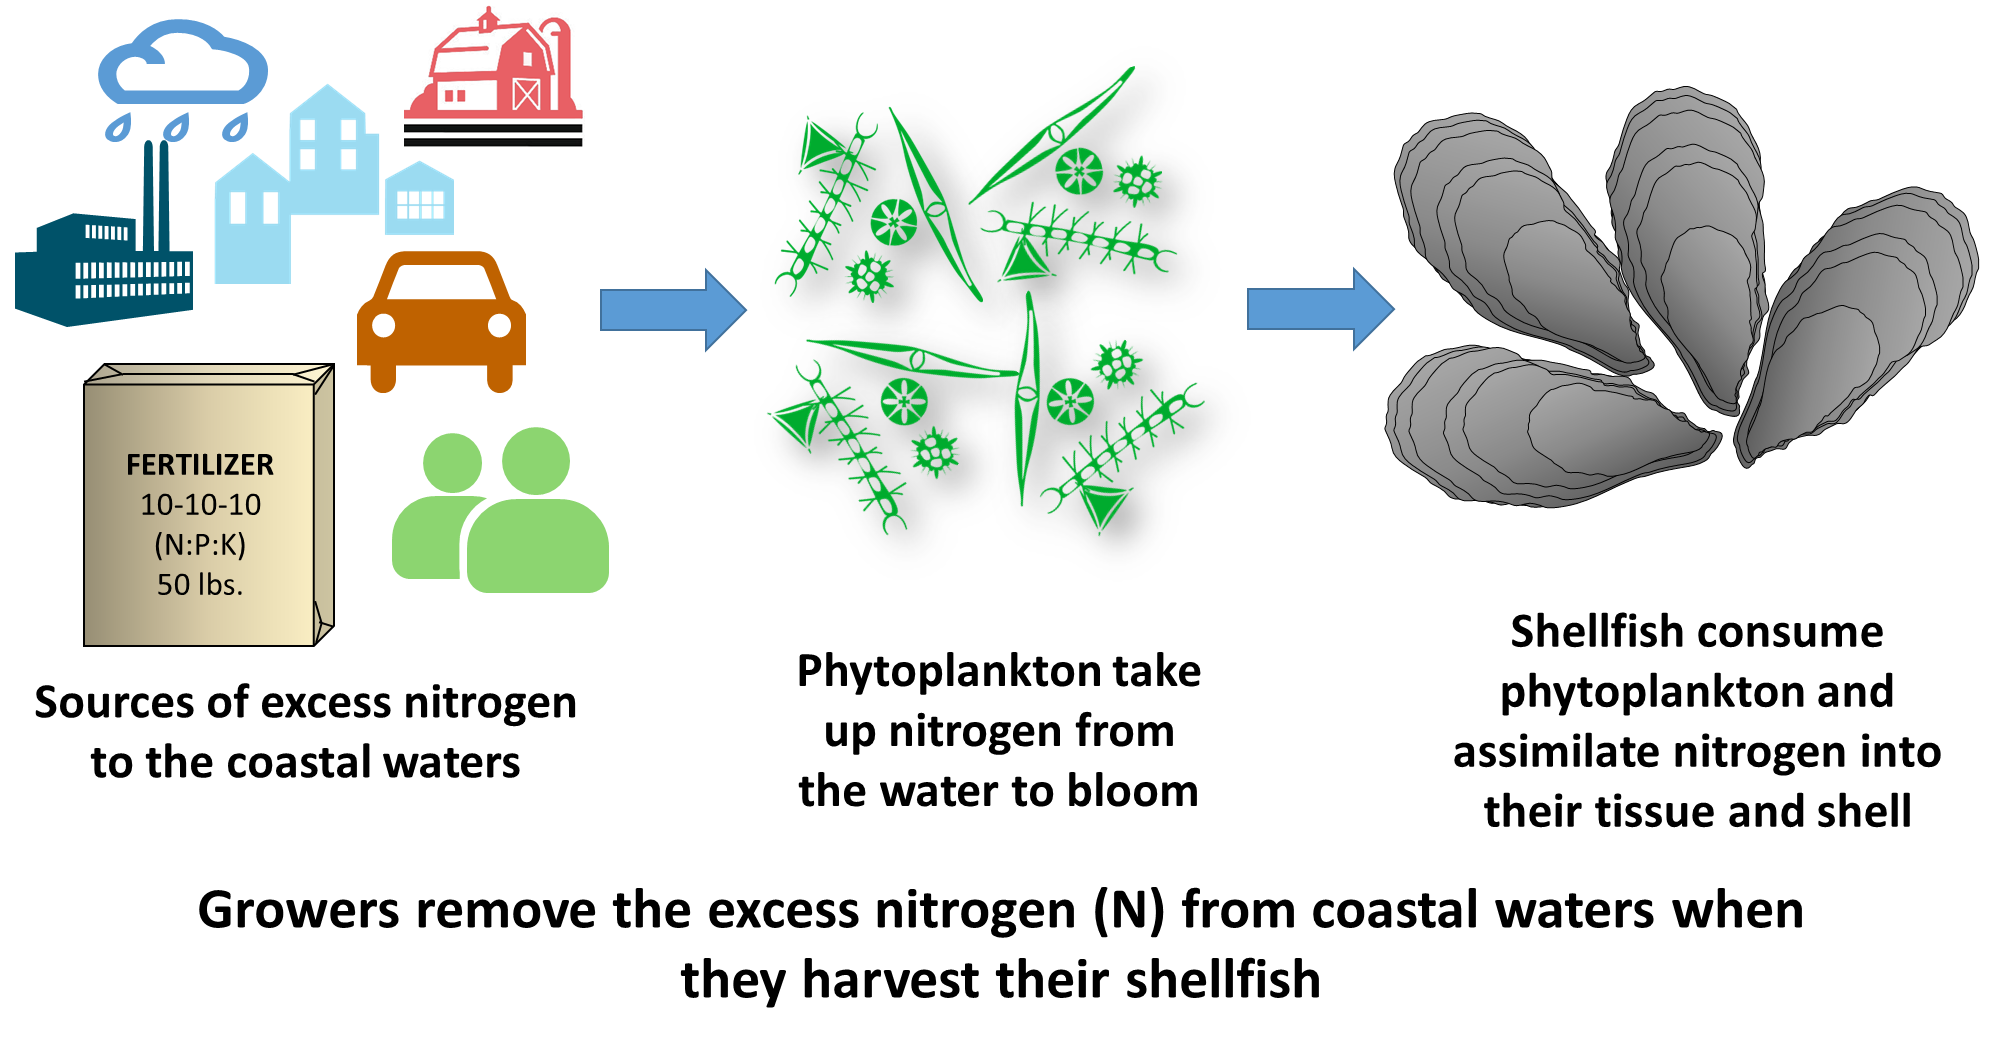 FERTILIZER
10-10-10
(N:P:K)
50 lbs.
Sources of excess nitrogen
to the coastal waters
Phytoplankton take
up nitrogen from
the water to bloom
Shellfish consume
phytoplankton and
assimilate nitrogen into
their tissue and shell
Growers remove the excess nitrogen (N) from coastal waters when
they harvest their shellfish